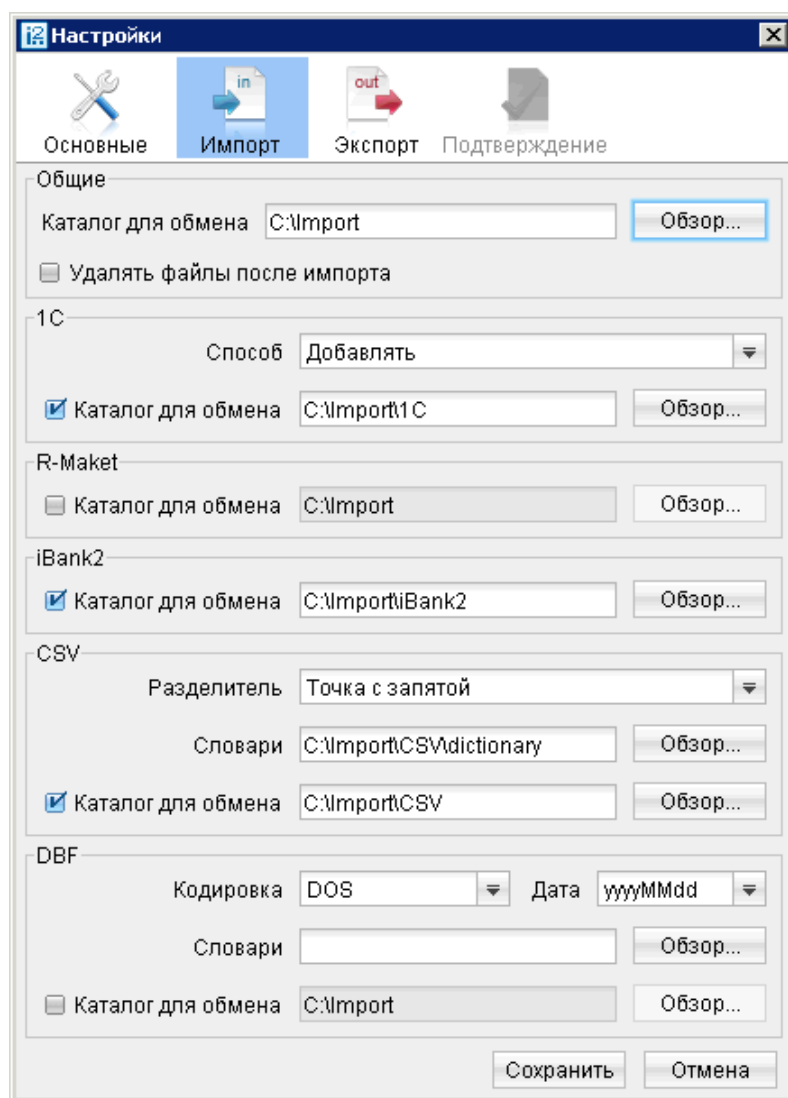 Настройки
in out
Основные Импорт Экспорт Подтверждение
Общие
Каталог для обмена C:\Import Обзор...
Удалять файлы после импорта
1С
Способ Добавлять
Каталог для обмена C:\Import\1C Обзор...
R-Maket
Каталог для обмена C:\Import Обзор...
iBank2
Каталог для обмена C:\Import\iBank2 Обзор...
CSV
Разделитель Точка с запятой
Словари C:\Import\CSV\dictionary Обзор...
Каталог для обмена C:\Import\CSV Обзор...
DBF
Кодировка DOS Дата yyyyMMdd
Словари Обзор...
Каталог для обмена C:\Import Обзор...
Сохранить Отмена